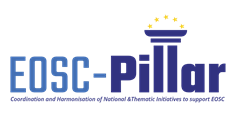 EOSC-Pillar
Coordination and Harmonisation of National &Thematic Initiatives to support EOSC